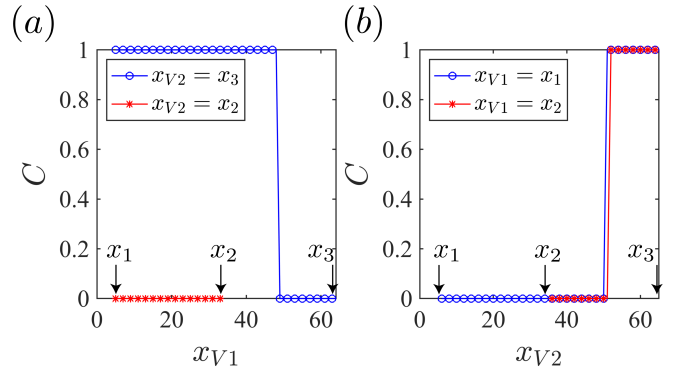 (a)
1
0.8
0.6
0.4
0.2
0
C
x_{V2} = x_3
x_{V2} = x_2
x_1
x_2
x_3
0 20 40 60
x_{V1}
(b)
1
0.8
0.6
0.4
0.2
0
C
x_{V1} = x_1
x_{V1} = x_2
x_1
x_2
x_3
0 20 40 60
x_{V2}